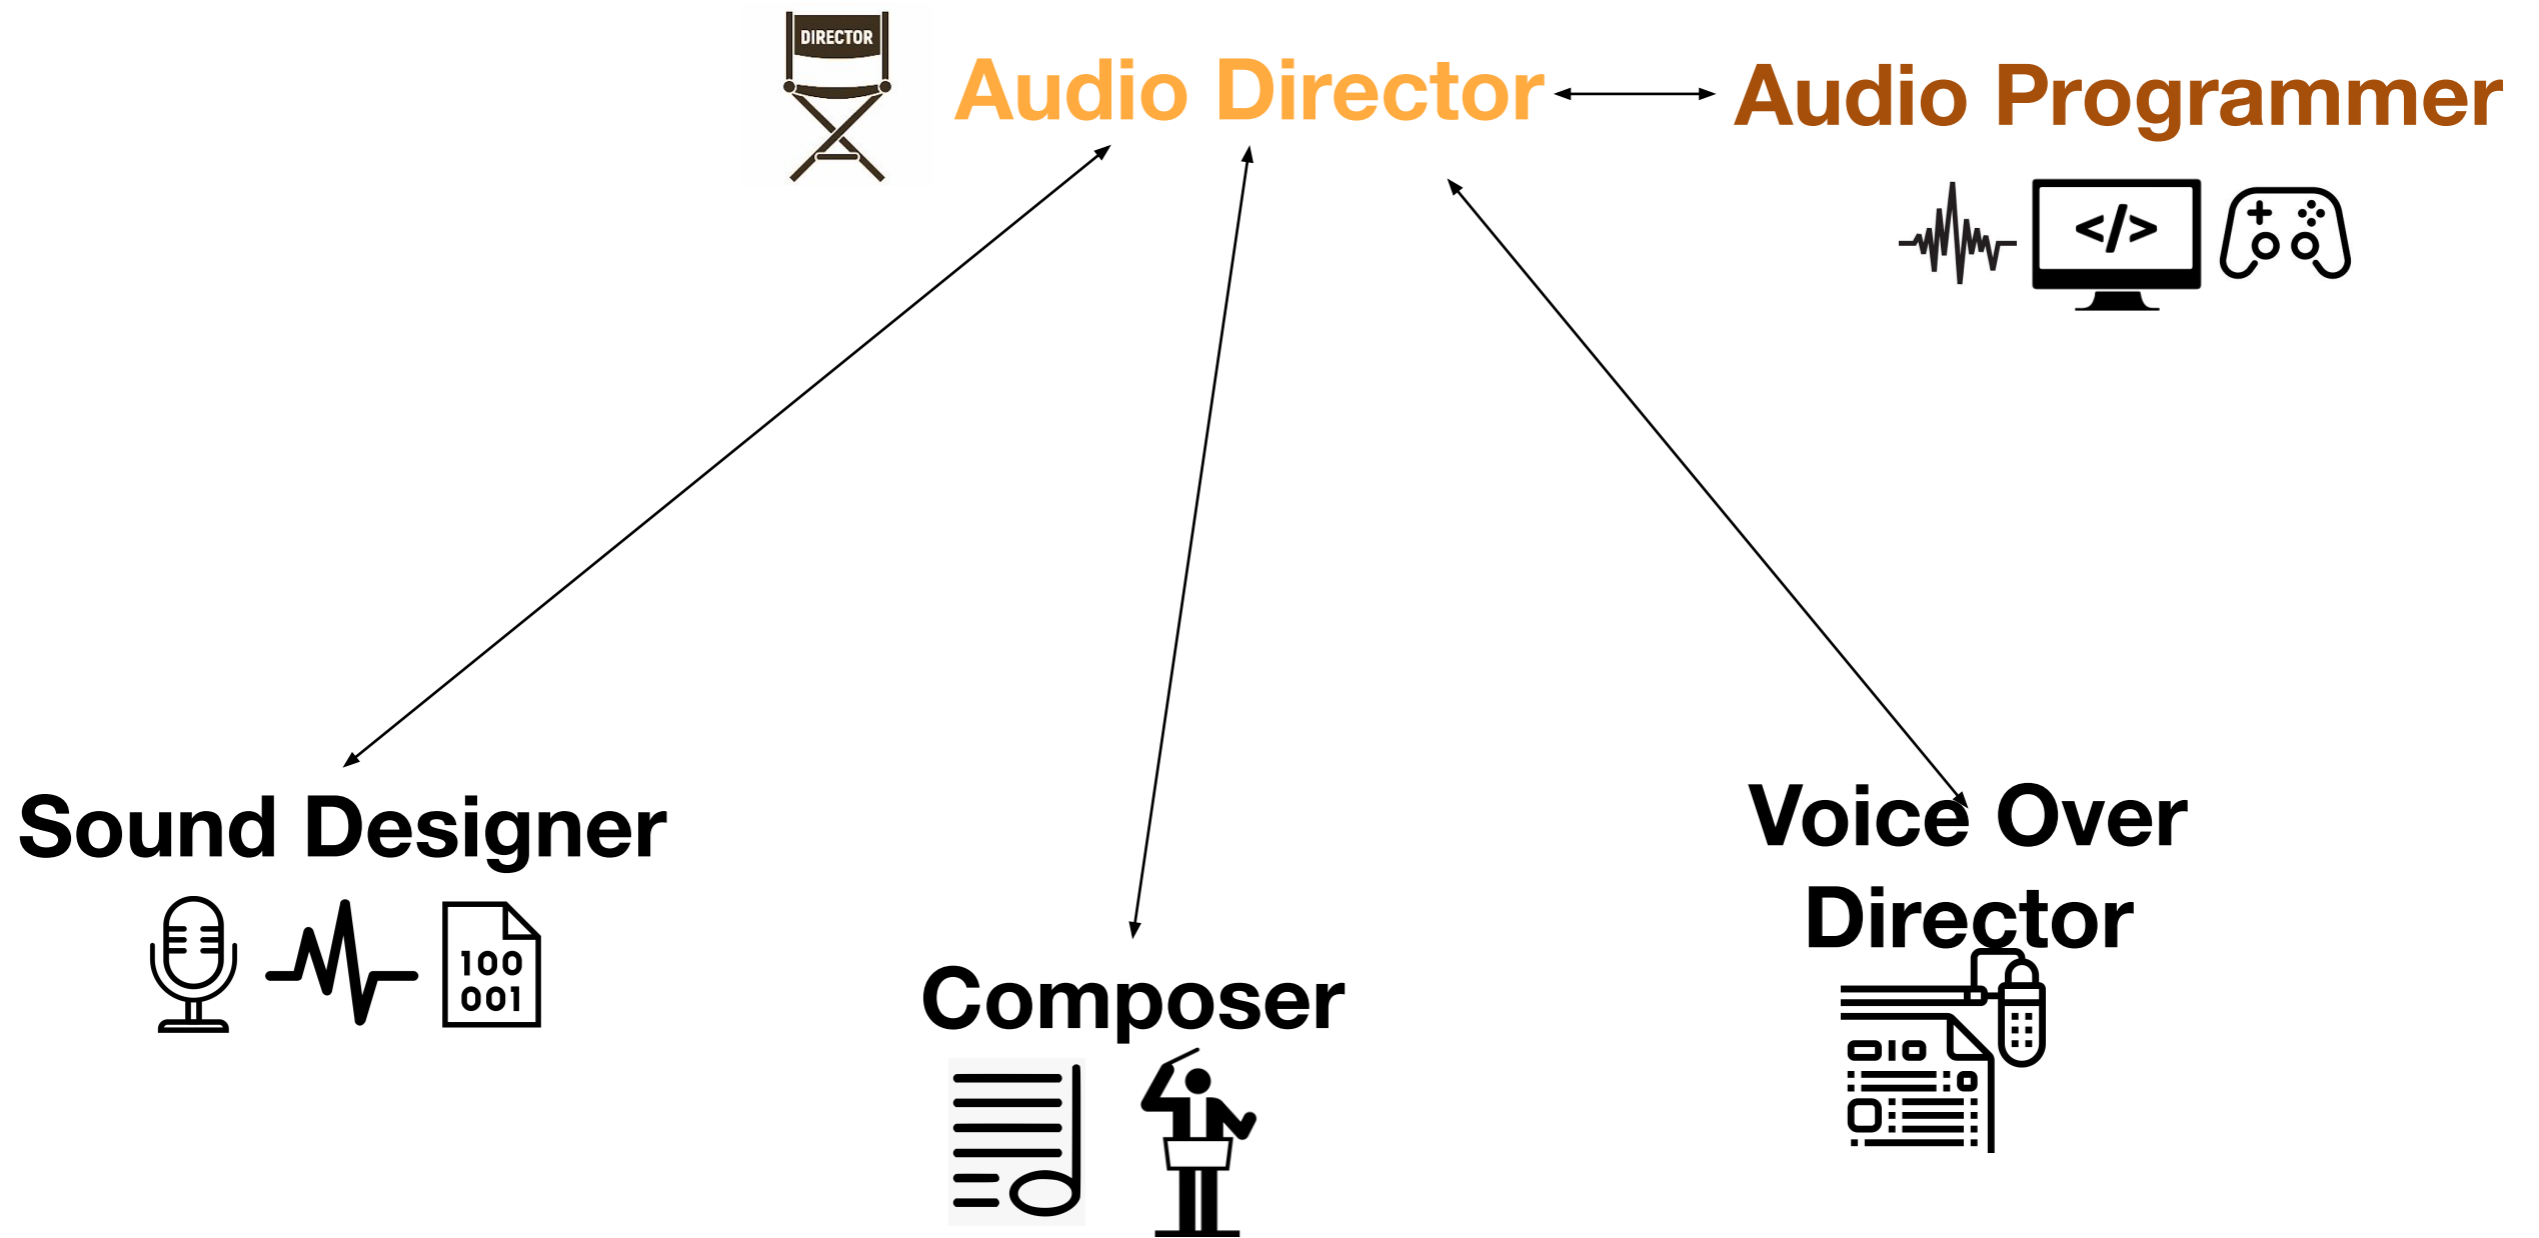 DIRECTOR
Audio Director
Audio Programmer
</>
Sound Designer
100
001
Composer
Voice Over
Director